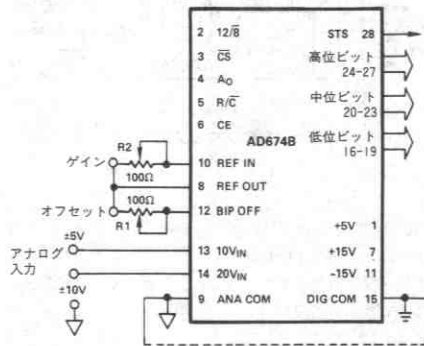 2 12/8̅
STS 28
3 C̅S̅
高位ビット
24-27
4 AO
中位ビット
20-23
5 R/C̅
6 CE
低位ビット
16-19
AD674B
R2
ゲイン
100Ω
10 REF IN
8 REF OUT
100Ω
オフセット
R1
12 BIP OFF
+5V 1
±5V
アナログ
入力
13 10VIN
+15V 7
14 20VIN
-15V 11
±10V
9 ANA COM
DIG COM 15